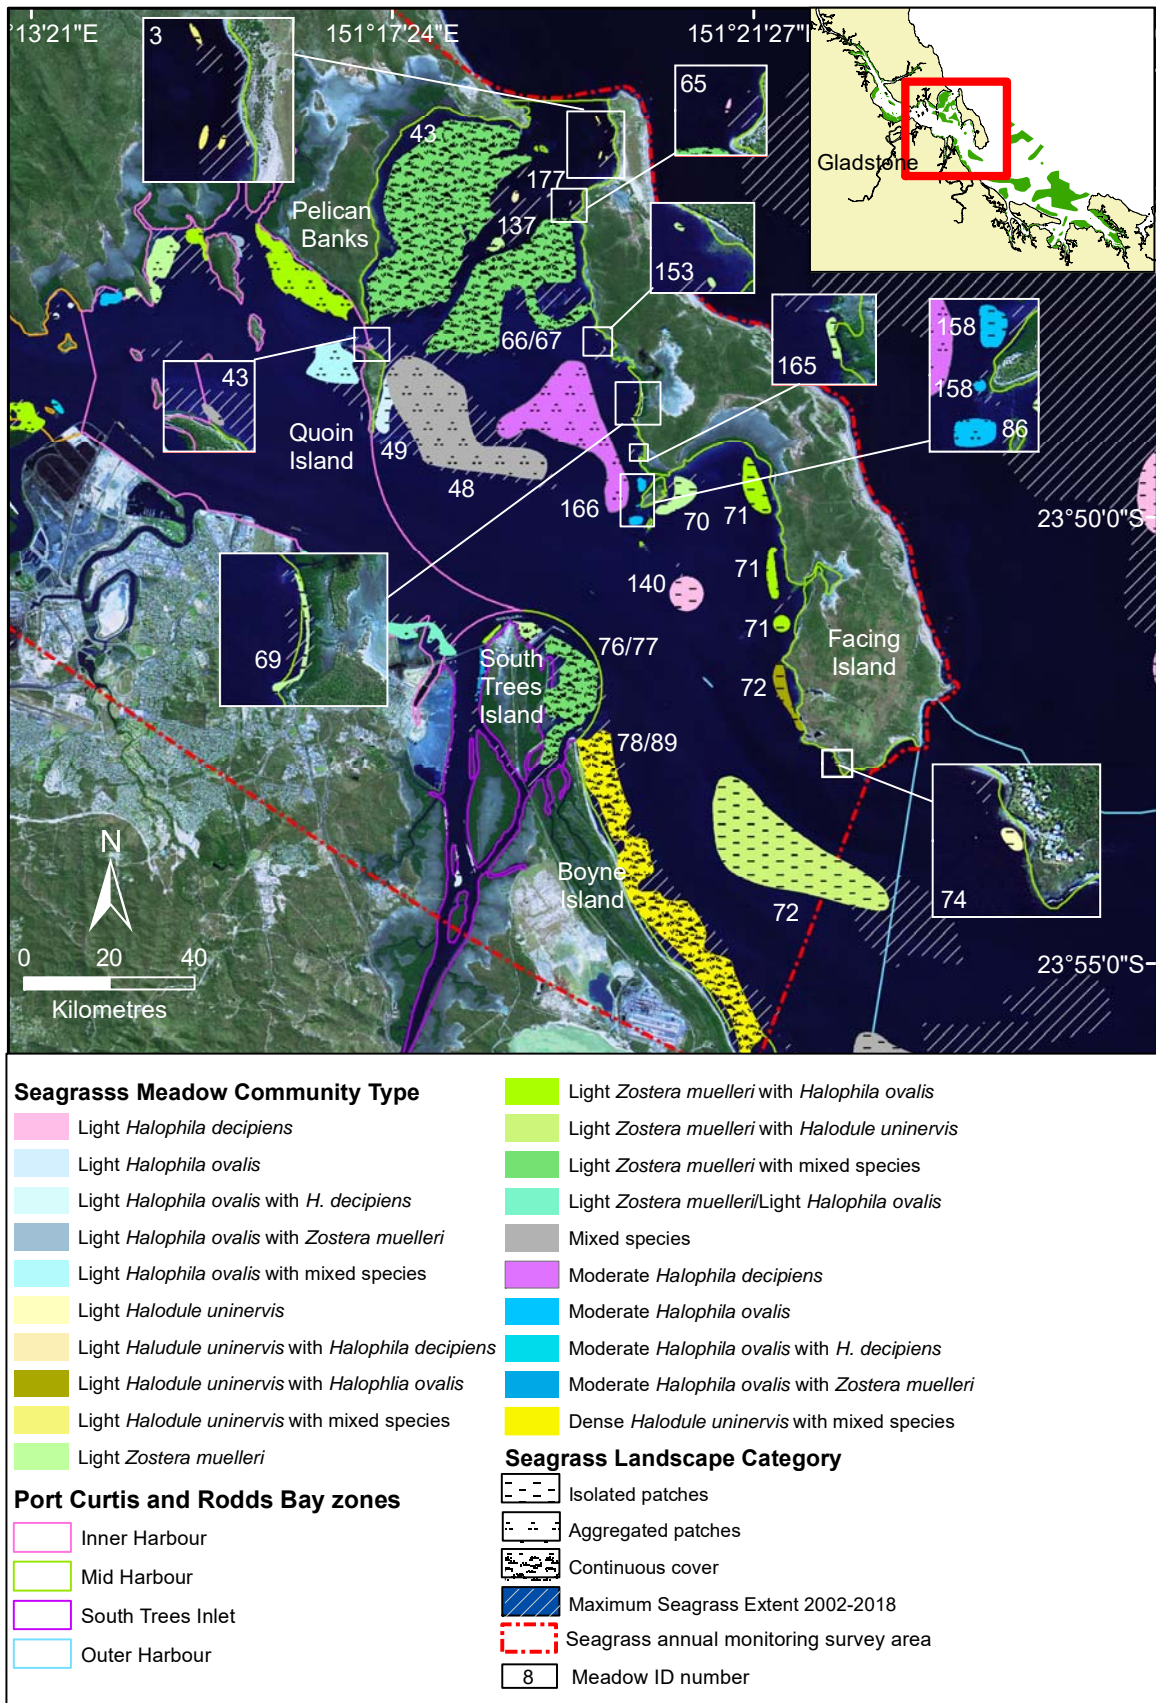 °13'21"E
151°17'24"E
151°21'27"
3
65
Gladstone
43
177
137
Pelican
Banks
153
66/67
165
158
158
86
43
Quoin
Island
49
48
166
70
71
23°50'0"S
140
71
71
69
76/77
South
Trees
Island
Facing
Island
72
78/89
N
Boyne
Island
72
74
0 20 40
Kilometres
23°55'0"S
Seagrasss Meadow Community Type
Light Halophila decipiens
Light Halophila ovalis
Light Halophila ovalis with H. decipiens
Light Halophila ovalis with Zostera muelleri
Light Halophila ovalis with mixed species
Light Halodule uninervis
Light Haludule uninervis with Halophila decipiens
Light Halodule uninervis with Halophlia ovalis
Light Halodule uninervis with mixed species
Light Zostera muelleri
Port Curtis and Rodds Bay zones
Inner Harbour
Mid Harbour
South Trees Inlet
Outer Harbour
Light Zostera muelleri with Halophila ovalis
Light Zostera muelleri with Halodule uninervis
Light Zostera muelleri with mixed species
Light Zostera muelleri/Light Halophila ovalis
Mixed species
Moderate Halophila decipiens
Moderate Halophila ovalis
Moderate Halophila ovalis with H. decipiens
Moderate Halophila ovalis with Zostera muelleri
Dense Halodule uninervis with mixed species
Seagrass Landscape Category
Isolated patches
Aggregated patches
Continuous cover
Maximum Seagrass Extent 2002-2018
Seagrass annual monitoring survey area
8 Meadow ID number